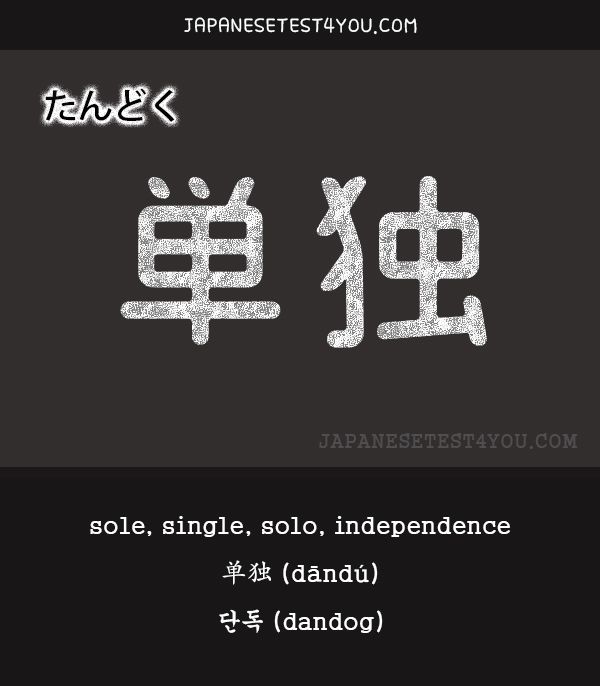 JAPANESETEST4YOU.COM
たんどく
単独
JAPANESETEST4YOU.COM
sole, single, solo, independence
单独 (dāndú)
단독 (dandog)